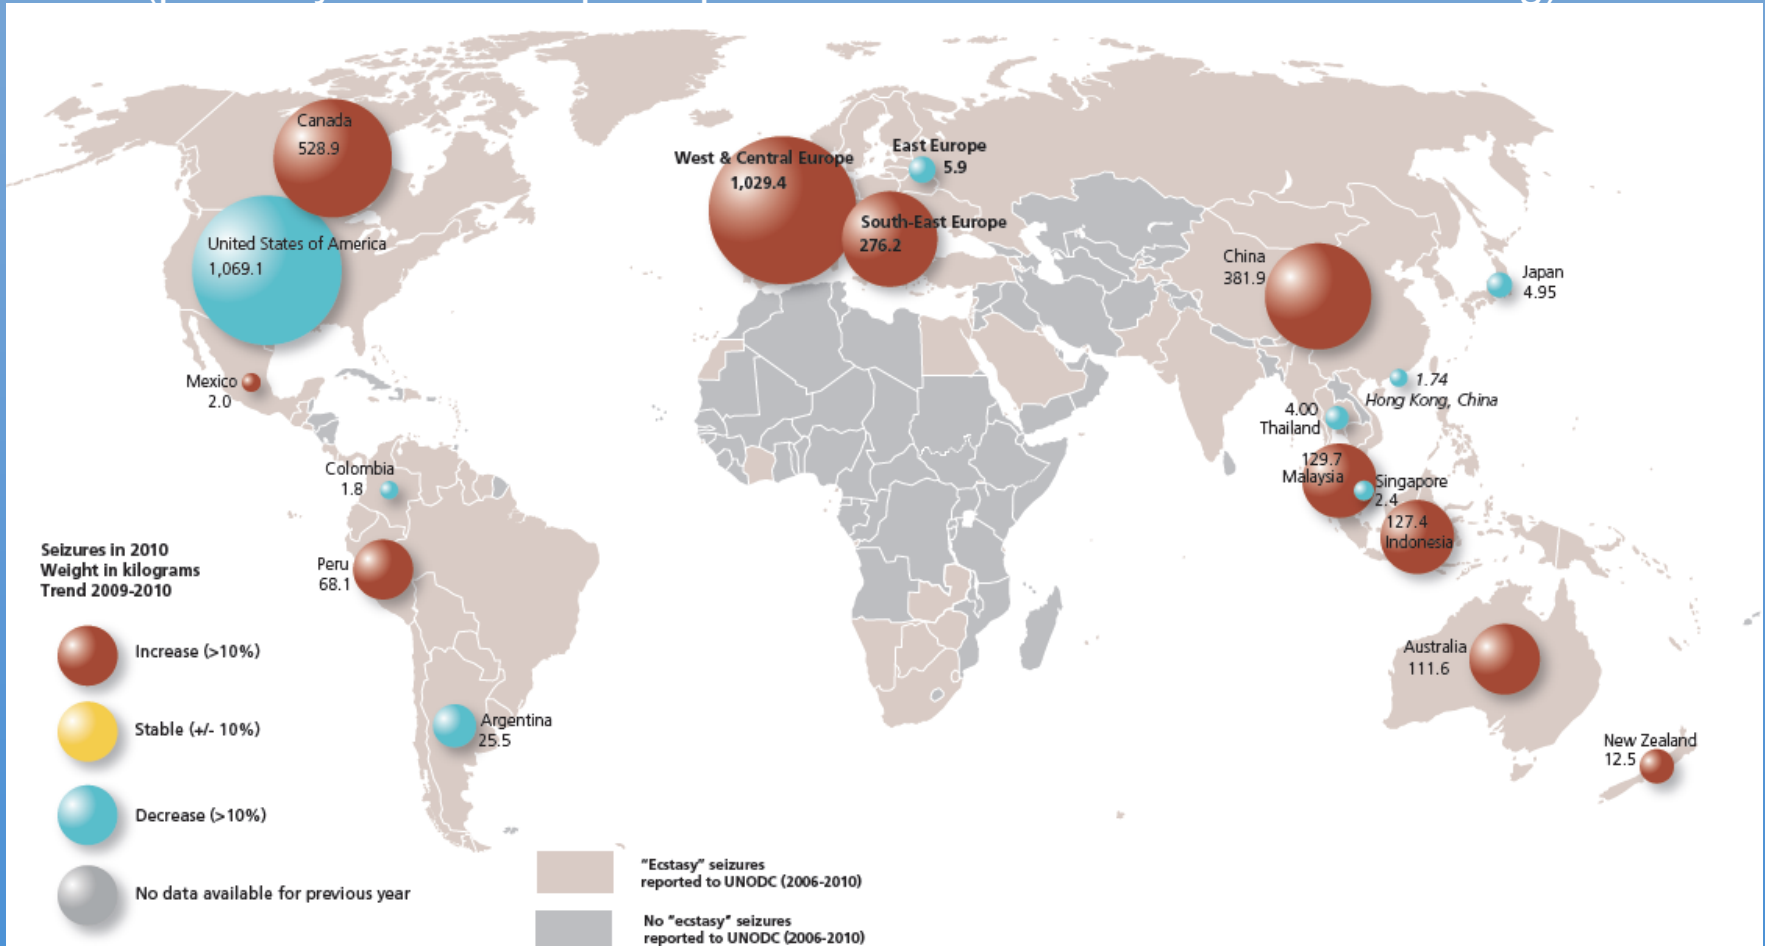 Canada
528.9
United States of America
1,069.1
Mexico
2.0
Colombia
1.8
Peru
68.1
Argentina
25.5
West & Central Europe
1,029.4
East Europe
5.9
South-East Europe
276.2
China
381.9
Japan
4.95
1.74
Hong Kong, China
4.00
Thailand
129.7
Malaysia
Singapore
2.4
127.4
Indonesia
Australia
111.6
New Zealand
12.5
Seizures in 2010
Weight in kilograms
Trend 2009-2010
Increase (>10%)
Stable (+/- 10%)
Decrease (>10%)
No data available for previous year
"Ecstasy" seizures
reported to UNODC (2006-2010)
No "ecstasy" seizures
reported to UNODC (2006-2010)